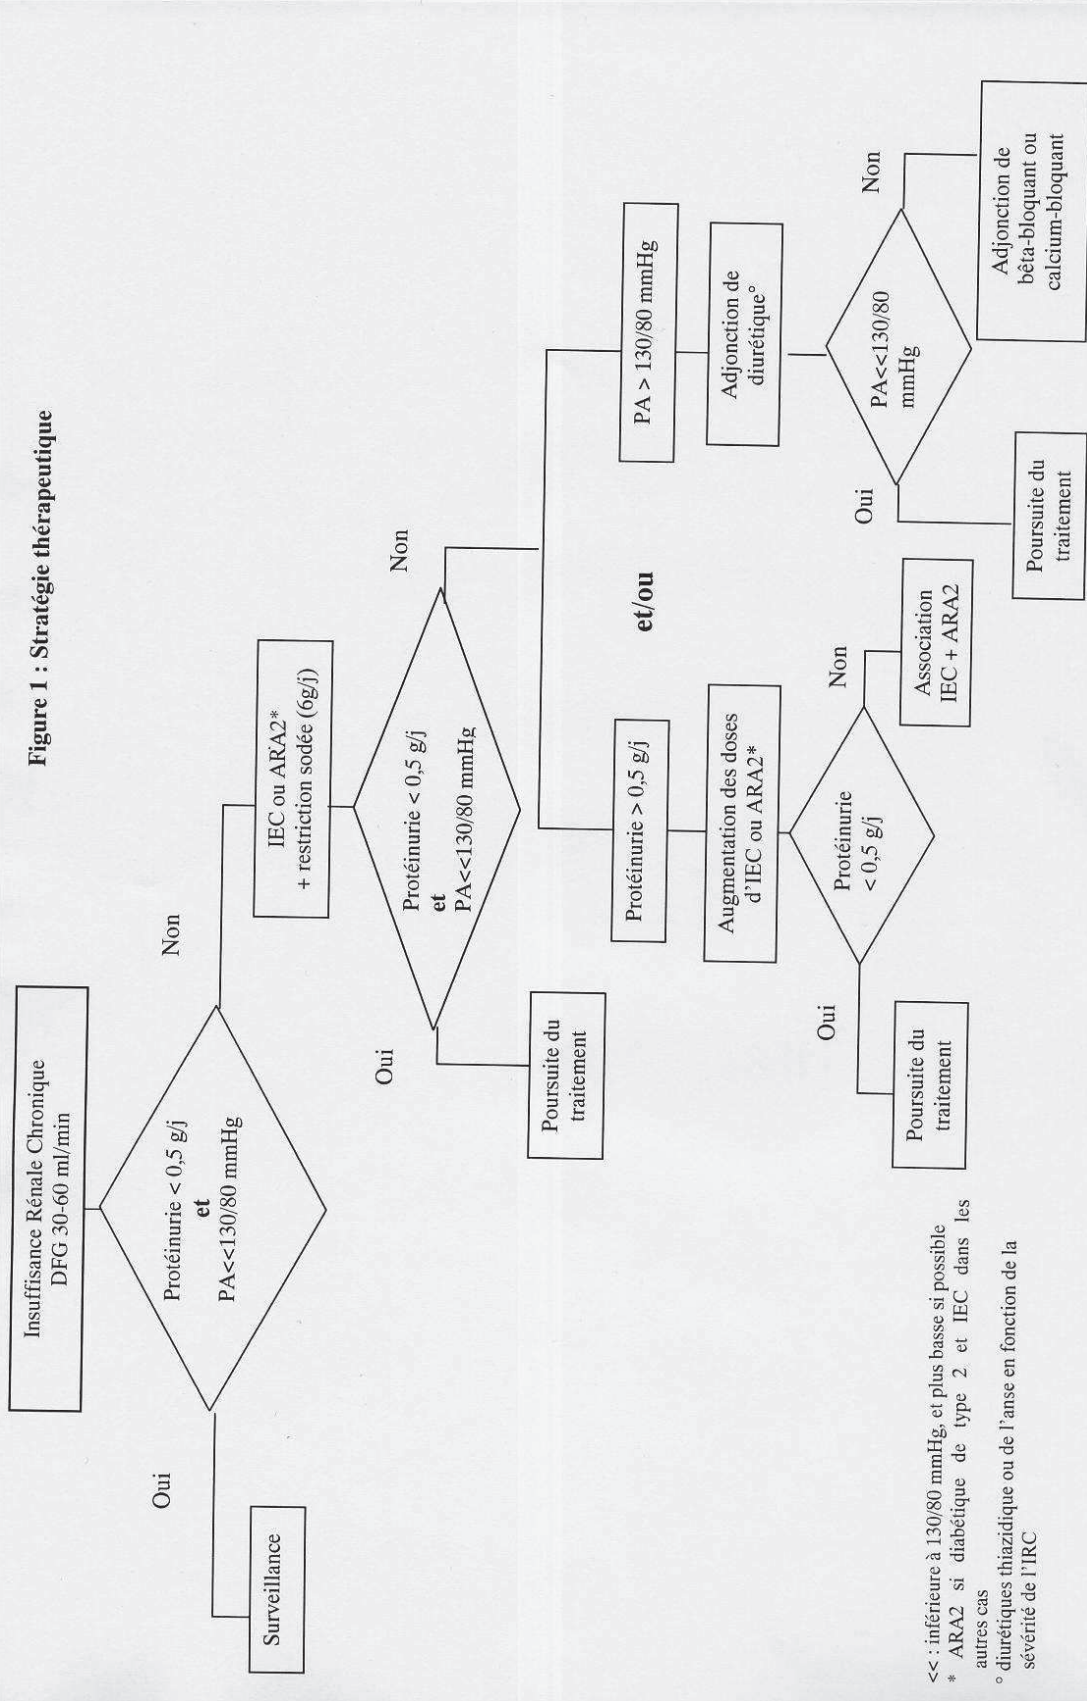 Figure 1 : Stratégie thérapeutique
Insuffisance Rénale Chronique
DFG 30-60 ml/min
Protéinurie < 0,5 g/j
et
PA<<130/80 mmHg
Oui
Non
Surveillance
IEC ou ARA2*
+ restriction sodée (6g/j)
Protéinurie < 0,5 g/j
et
PA<<130/80 mmHg
Oui
Non
Poursuite du
traitement
Protéinurie > 0,5 g/j
et/ou
PA > 130/80 mmHg
Augmentation des doses
d'IEC ou ARA2*
Adjonction de
diurétique°
Protéinurie
< 0,5 g/j
Oui
Non
Poursuite du
traitement
Association
IEC + ARA2
PA<<130/80
mmHg
Oui
Non
Poursuite du
traitement
Adjonction de
bêta-bloquant ou
calcium-bloquant
<< : inférieure à 130/80 mmHg, et plus basse si possible
* ARA2 si diabétique de type 2 et IEC dans les
autres cas
° diurétiques thiazidique ou de l'anse en fonction de la
sévérité de l'IRC